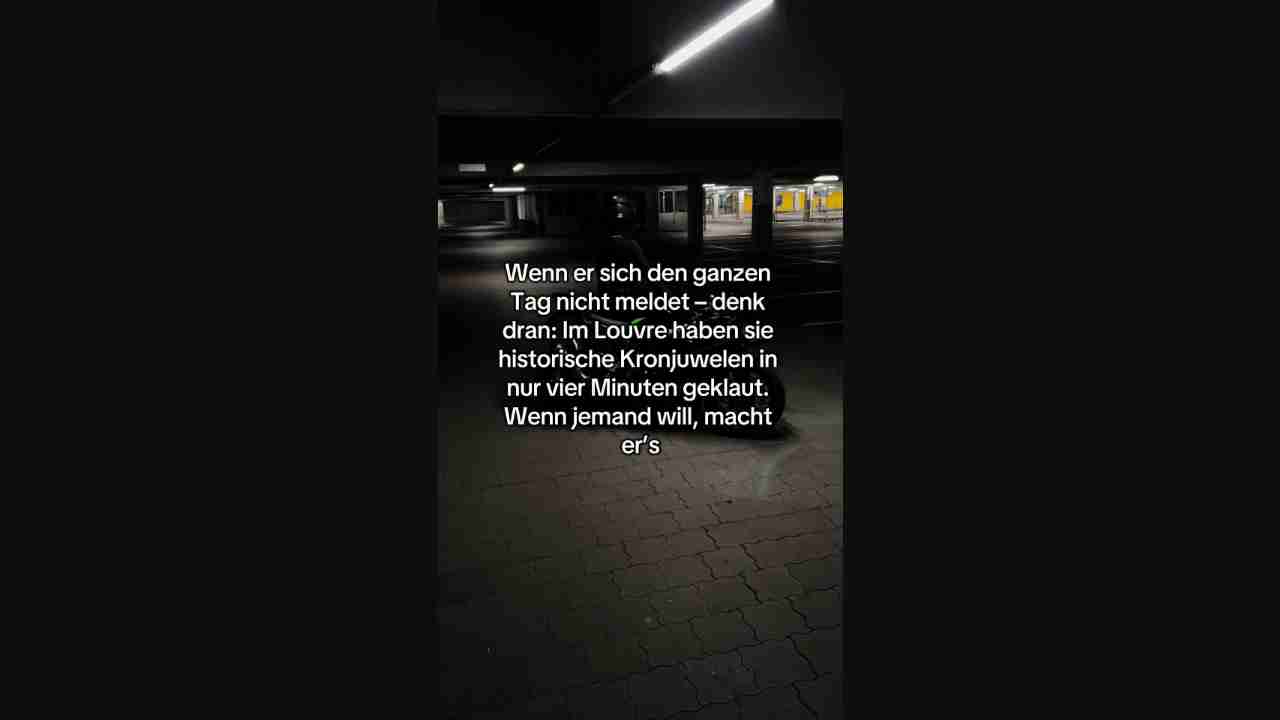 Wenn er sich den ganzen
Tag nicht meldet – denk
dran: Im Louvre haben sie
historische Kronjuwelen in
nur vier Minuten geklaut.
Wenn jemand will, macht
er’s